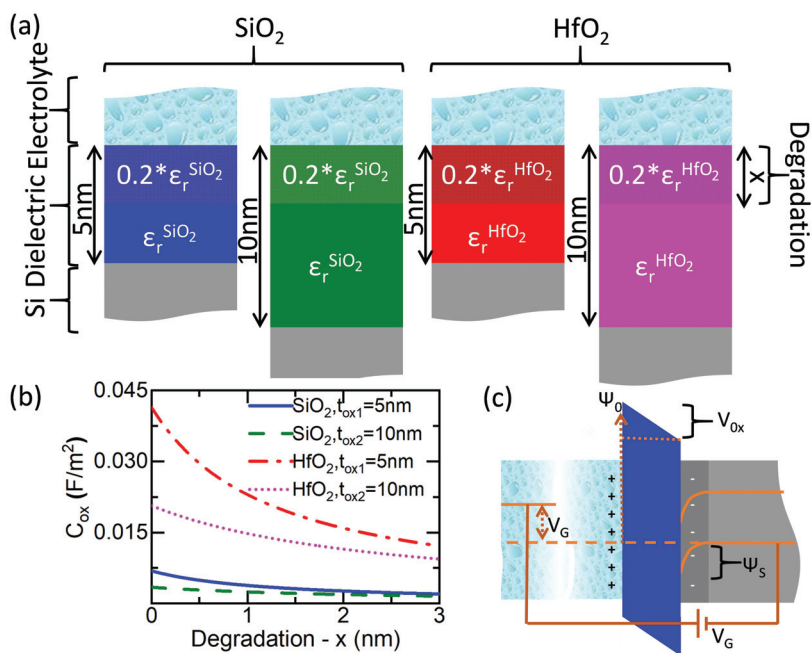 (a)
SiO₂
HfO₂
Electrolyte
Dielectric
Si
5nm
0.2*εᵣ^SiO₂
εᵣ^SiO₂
10nm
0.2*εᵣ^SiO₂
εᵣ^SiO₂
5nm
0.2*εᵣ^HfO₂
εᵣ^HfO₂
10nm
0.2*εᵣ^HfO₂
εᵣ^HfO₂
x
Degradation
(b)
0.045
0.030
0.015
Cox (F/m²)
SiO₂,tox1=5nm
SiO₂,tox2=10nm
HfO₂,tox1=5nm
HfO₂,tox2=10nm
0 1 2 3
Degradation - x (nm)
(c)
Ψ₀
V0x
VG
ΨS
VG
+
+
+
+
+
+
+
-
-
-
-
-